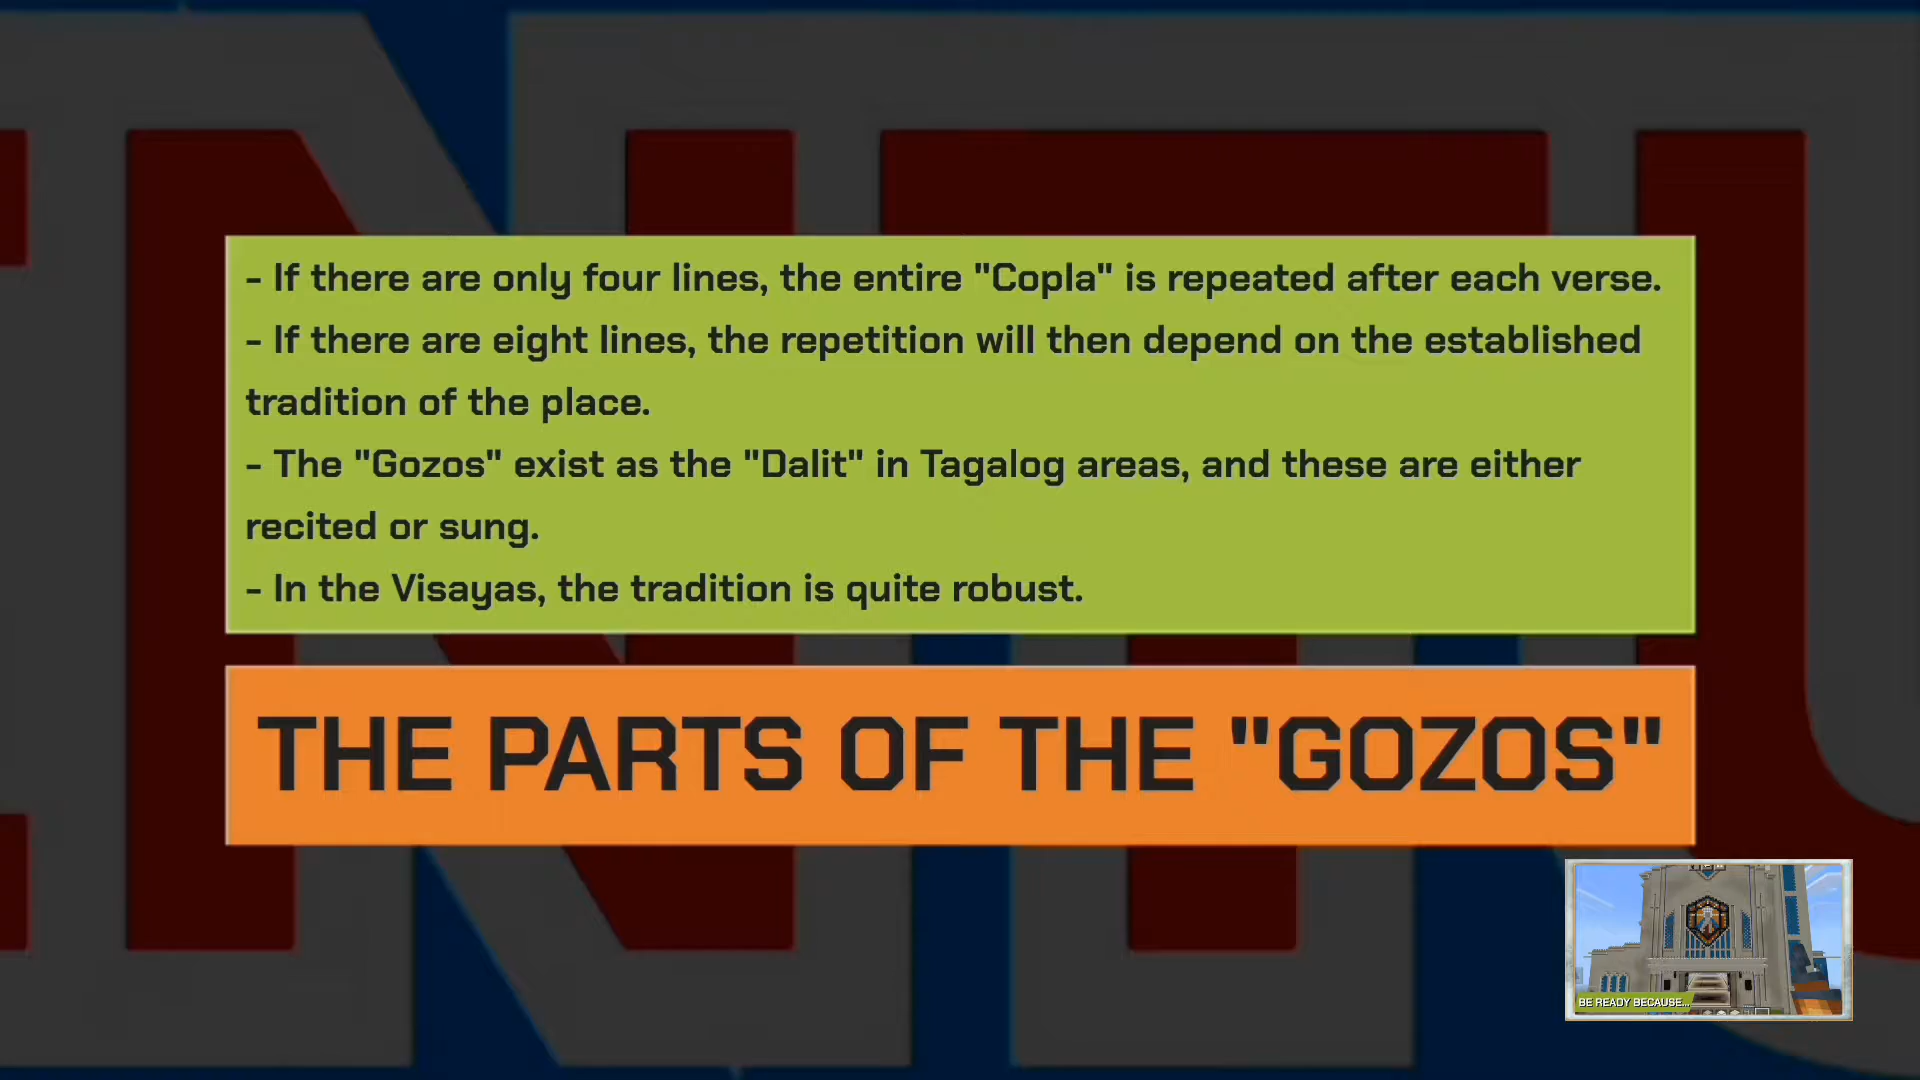 - If there are only four lines, the entire "Copla" is repeated after each verse.
- If there are eight lines, the repetition will then depend on the established
tradition of the place.
- The "Gozos" exist as the "Dalit" in Tagalog areas, and these are either
recited or sung.
- In the Visayas, the tradition is quite robust.
THE PARTS OF THE "GOZOS"
BE READY BECAUSE...